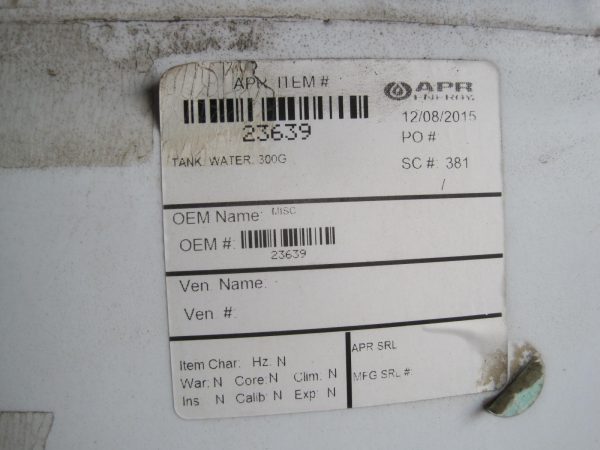 APR ITEM #
23639
TANK: WATER: 300G
APR
ENERGY
12/08/2015
PO #
SC #: 381
/
OEM Name: MISC
OEM #:
23639
Ven. Name:
Ven. #:
Item Char: Hz: N
War: N Core: N Clim: N
Ins: N Calib: N Exp: N
APR SRL
MFG SRL #: